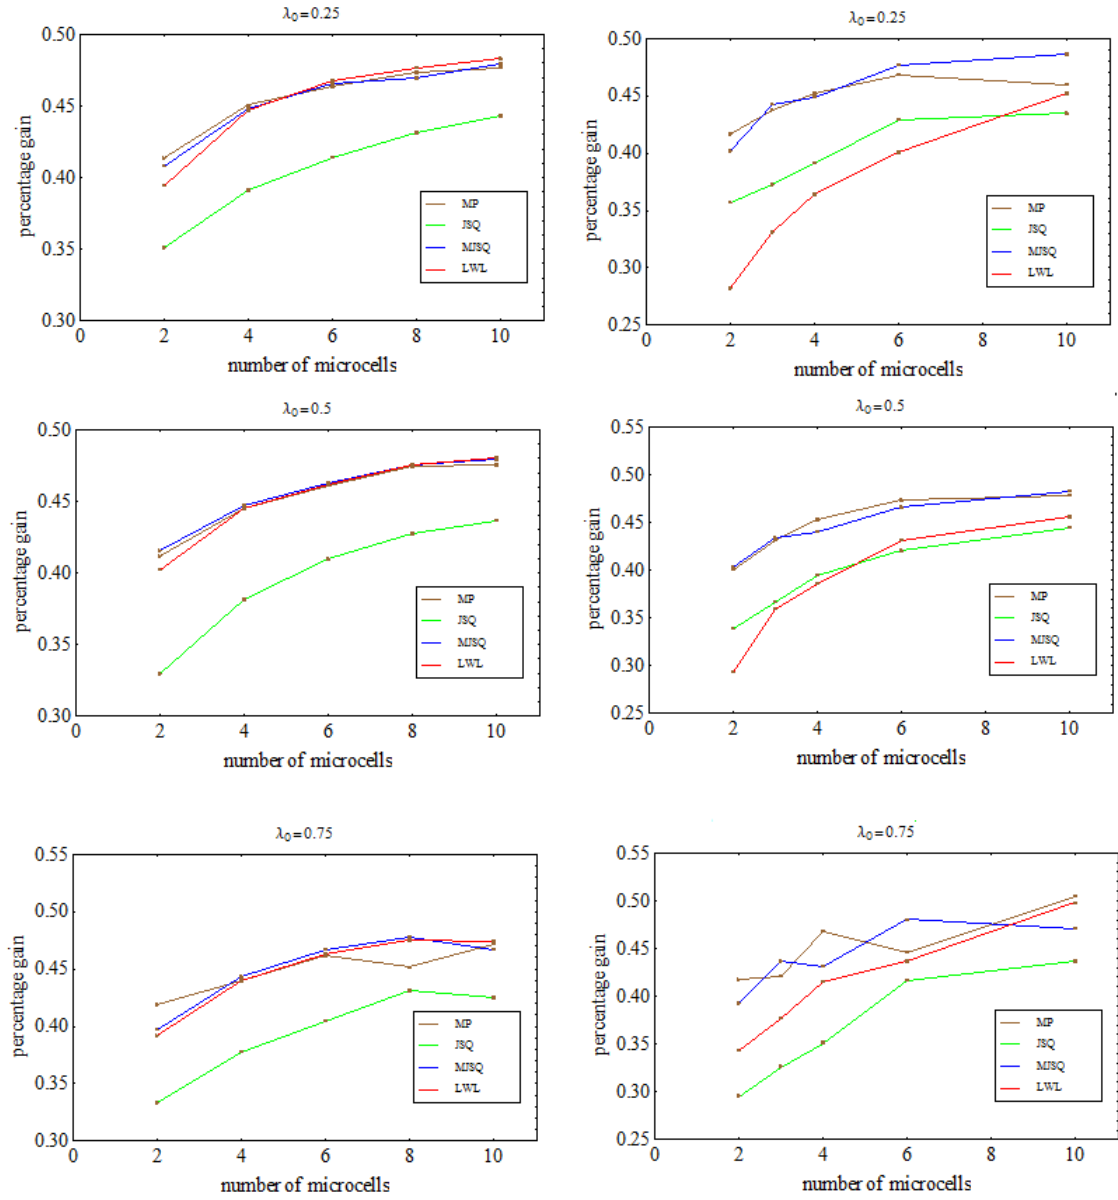 λ₀=0.25
0.50
0.45
0.40
0.35
0.30
percentage gain
MP
JSQ
MJSQ
LWL
0 2 4 6 8 10
number of microcells
λ₀=0.25
0.50
0.45
0.40
0.35
0.30
0.25
percentage gain
MP
JSQ
MJSQ
LWL
0 2 4 6 8 10
number of microcells
λ₀=0.5
0.50
0.45
0.40
0.35
0.30
percentage gain
MP
JSQ
MJSQ
LWL
0 2 4 6 8 10
number of microcells
λ₀=0.5
0.55
0.50
0.45
0.40
0.35
0.30
0.25
percentage gain
MP
JSQ
MJSQ
LWL
0 2 4 6 8 10
number of microcells
λ₀=0.75
0.55
0.50
0.45
0.40
0.35
0.30
percentage gain
MP
JSQ
MJSQ
LWL
0 2 4 6 8 10
number of microcells
λ₀=0.75
0.55
0.50
0.45
0.40
0.35
0.30
0.25
percentage gain
MP
JSQ
MJSQ
LWL
0 2 4 6 8 10
number of microcells